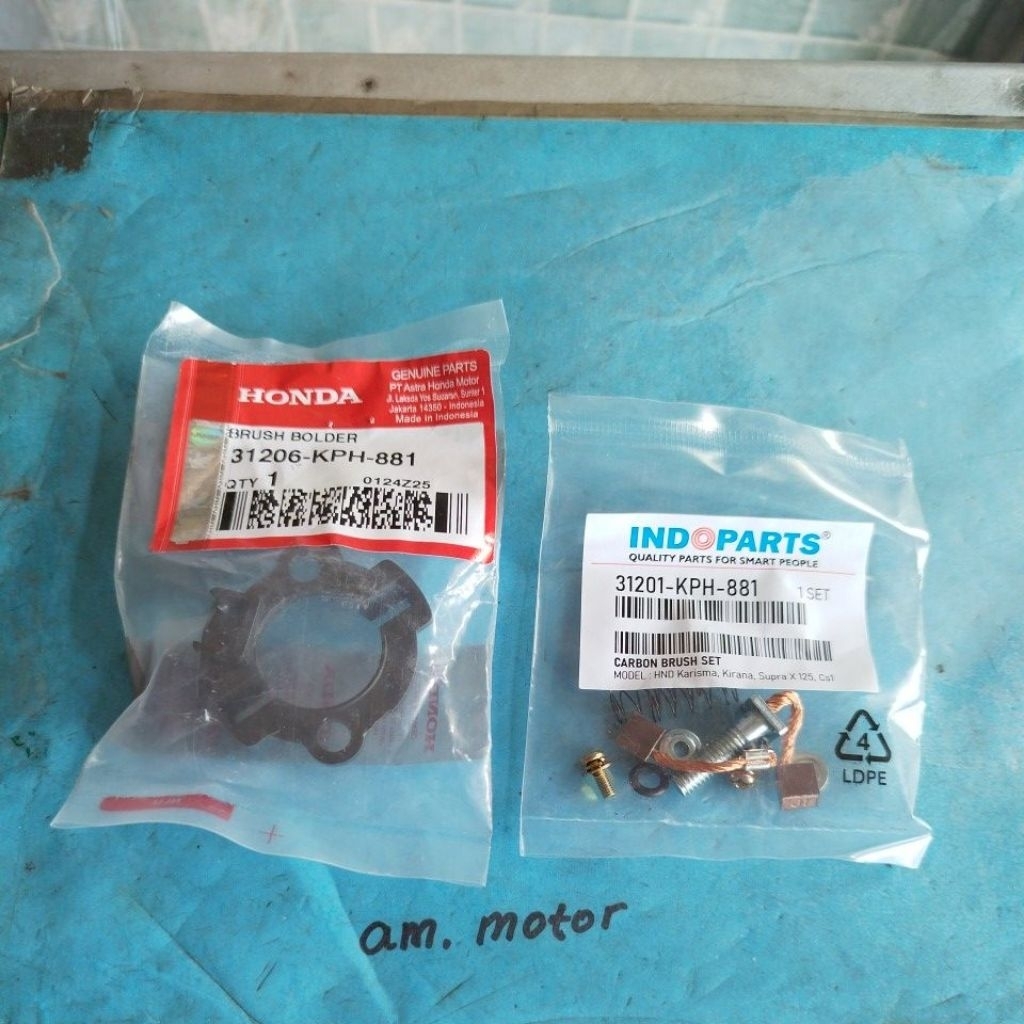 HONDA
GENUINE PARTS
PT Astra Honda Motor
Jl. Laksda Yos Sudarso, Sunter 1
Jakarta 14350 - Indonesia
Made in Indonesia
BRUSH BOLDER
31206-KPH-881
QTY 1 0124Z25
INDOPARTS®
QUALITY PARTS FOR SMART PEOPLE
31201-KPH-881 1 SET
CARBON BRUSH SET
MODEL : HND Karisma, Kirana, Supra X 125, Cs1
4
LDPE
am. motor